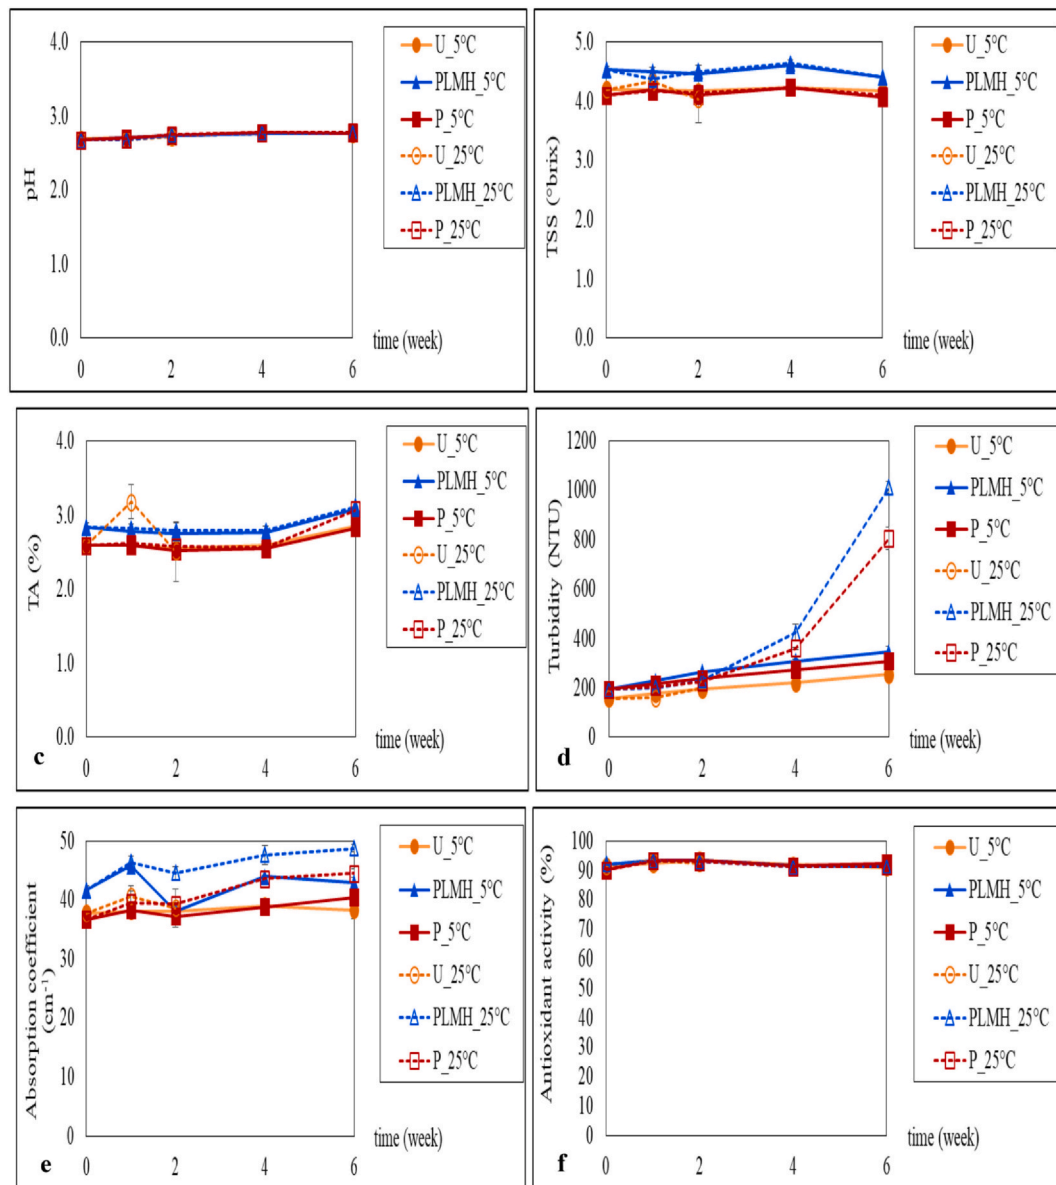 4.0
3.0
2.0
1.0
0.0
pH
0
2
4
6
time (week)
U_5°C
PLMH_5°C
P_5°C
U_25°C
PLMH_25°C
P_25°C
5.0
4.0
3.0
2.0
1.0
0.0
TSS (°brix)
0
2
4
6
time (week)
U_5°C
PLMH_5°C
P_5°C
U_25°C
PLMH_25°C
P_25°C
4.0
3.0
2.0
1.0
0.0
TA (%)
c
0
2
4
6
time (week)
U_5°C
PLMH_5°C
P_5°C
U_25°C
PLMH_25°C
P_25°C
1200
1000
800
600
400
200
0
Turbidity (NTU)
d
0
2
4
6
time (week)
U_5°C
PLMH_5°C
P_5°C
U_25°C
PLMH_25°C
P_25°C
50
40
30
20
10
0
Absorption coefficient
(cm⁻¹)
e
0
2
4
6
time (week)
U_5°C
PLMH_5°C
P_5°C
U_25°C
PLMH_25°C
P_25°C
100
90
80
70
60
50
40
30
20
10
0
Antioxidant activity (%)
f
0
2
4
6
time (week)
U_5°C
PLMH_5°C
P_5°C
U_25°C
PLMH_25°C
P_25°C